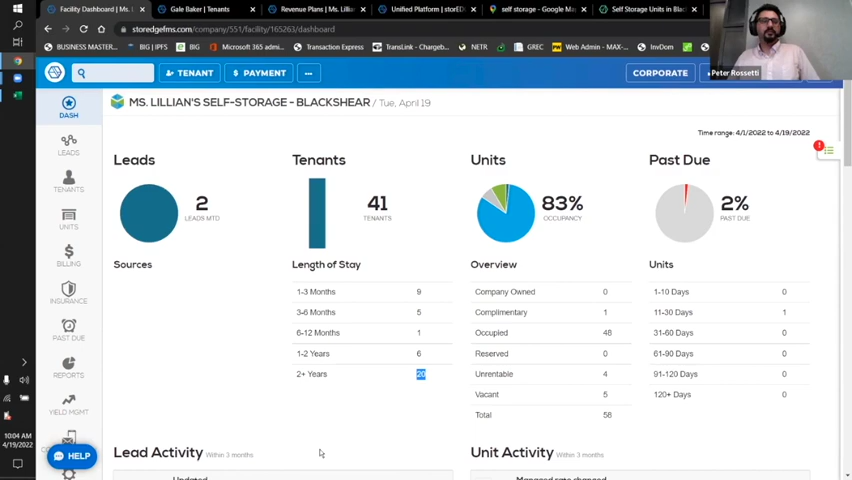 Facility Dashboard | Ms. L
Gale Baker | Tenants
Revenue Plans | Ms. Lillian
Unified Platform | storED
self storage - Google Ma
Self Storage Units in Black
storedgefms.com/company/551/facility/165263/dashboard
BUSINESS MASTER...
BIG | IPFS
Microsoft 365 admi...
BIG
Transaction Express
TransLink - Chargeb...
NETR
GREC
Web Admin - MAX-...
InvDom
Peter Rossetti
TENANT
$ PAYMENT
...
CORPORATE
DASH
LEADS
TENANTS
UNITS
BILLING
INSURANCE
PAST DUE
REPORTS
YIELD MGMT
HELP
10:04 AM
4/19/2022
MS. LILLIAN'S SELF-STORAGE - BLACKSHEAR / Tue, April 19
Time range: 4/1/2022 to 4/19/2022
Leads
2
LEADS MTD
Sources
Tenants
41
TENANTS
Length of Stay
1-3 Months 9
3-6 Months 5
6-12 Months 1
1-2 Years 6
2+ Years 20
Units
83%
OCCUPANCY
Overview
Company Owned 0
Complimentary 1
Occupied 48
Reserved 0
Unrentable 4
Vacant 5
Total 58
Past Due
2%
PAST DUE
Units
1-10 Days 0
11-30 Days 1
31-60 Days 0
61-90 Days 0
91-120 Days 0
120+ Days 0
Lead Activity Within 3 months
Updated
Unit Activity Within 3 months
Managed rate changed